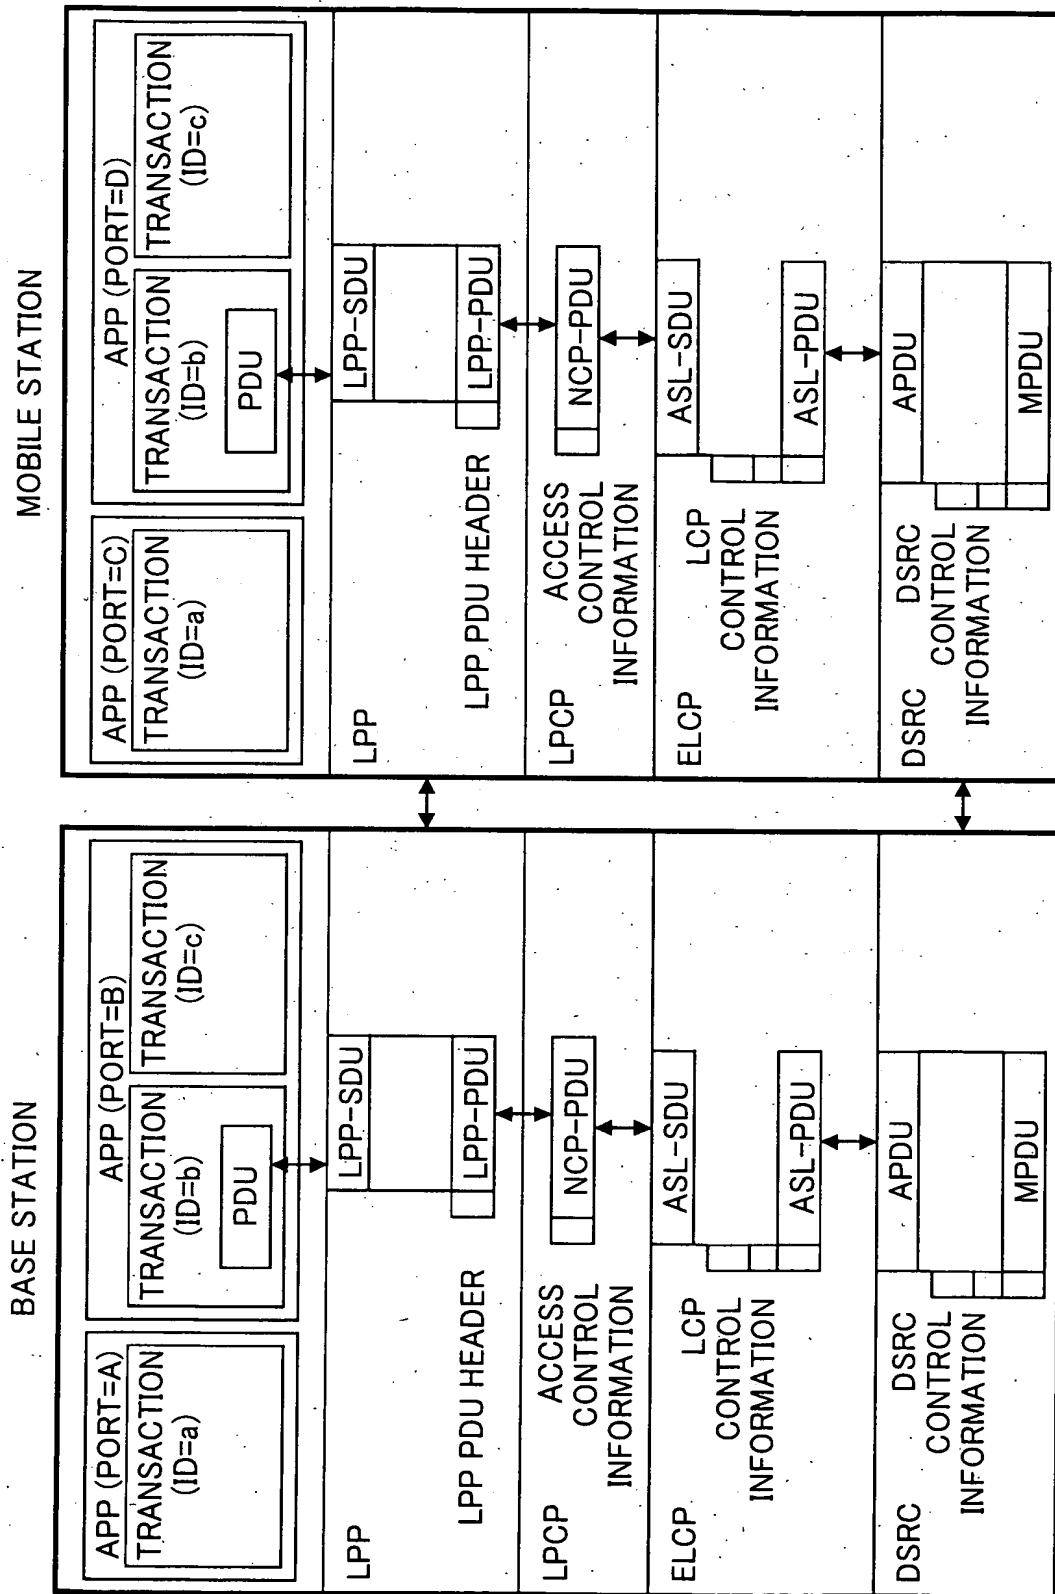 BASE STATION
APP (PORT=A)
TRANSACTION
(ID=a)
APP (PORT=B)
TRANSACTION
(ID=b)
PDU
TRANSACTION
(ID=c)
LPP
LPP-SDU
LPP PDU HEADER
LPP-PDU
LPCP
ACCESS
CONTROL
INFORMATION
NCP-PDU
ELCP
ASL-SDU
LCP
CONTROL
INFORMATION
ASL-PDU
DSRC
APDU
DSRC
CONTROL
INFORMATION
MPDU
MOBILE STATION
APP (PORT=C)
TRANSACTION
(ID=a)
APP (PORT=D)
TRANSACTION
(ID=b)
PDU
TRANSACTION
(ID=c)
LPP
LPP-SDU
LPP PDU HEADER
LPP-PDU
LPCP
ACCESS
CONTROL
INFORMATION
NCP-PDU
ELCP
ASL-SDU
LCP
CONTROL
INFORMATION
ASL-PDU
DSRC
APDU
DSRC
CONTROL
INFORMATION
MPDU